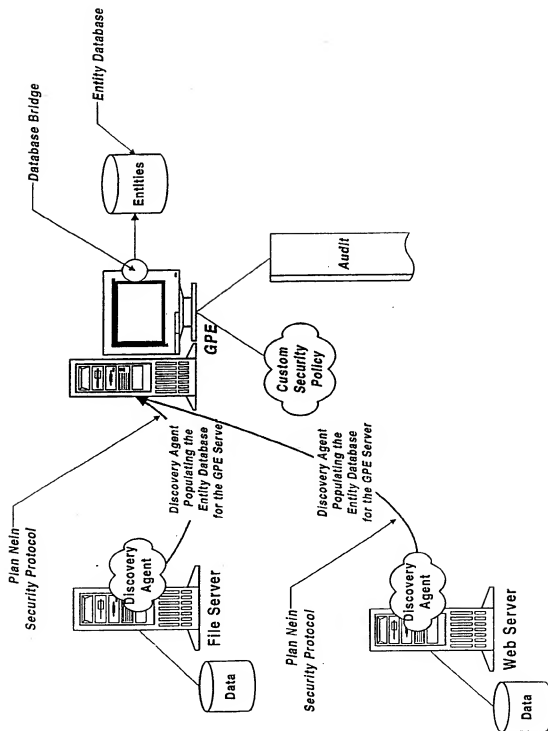 Plan Nein
Security Protocol
Database Bridge
Entity Database
Entities
GPE
Discovery Agent
Populating the
Entity Database
for the GPE Server
Discovery
Agent
File Server
Data
Custom
Security
Policy
Audit
Plan Nein
Security Protocol
Discovery Agent
Populating the
Entity Database
for the GPE Server
Discovery
Agent
Web Server
Data